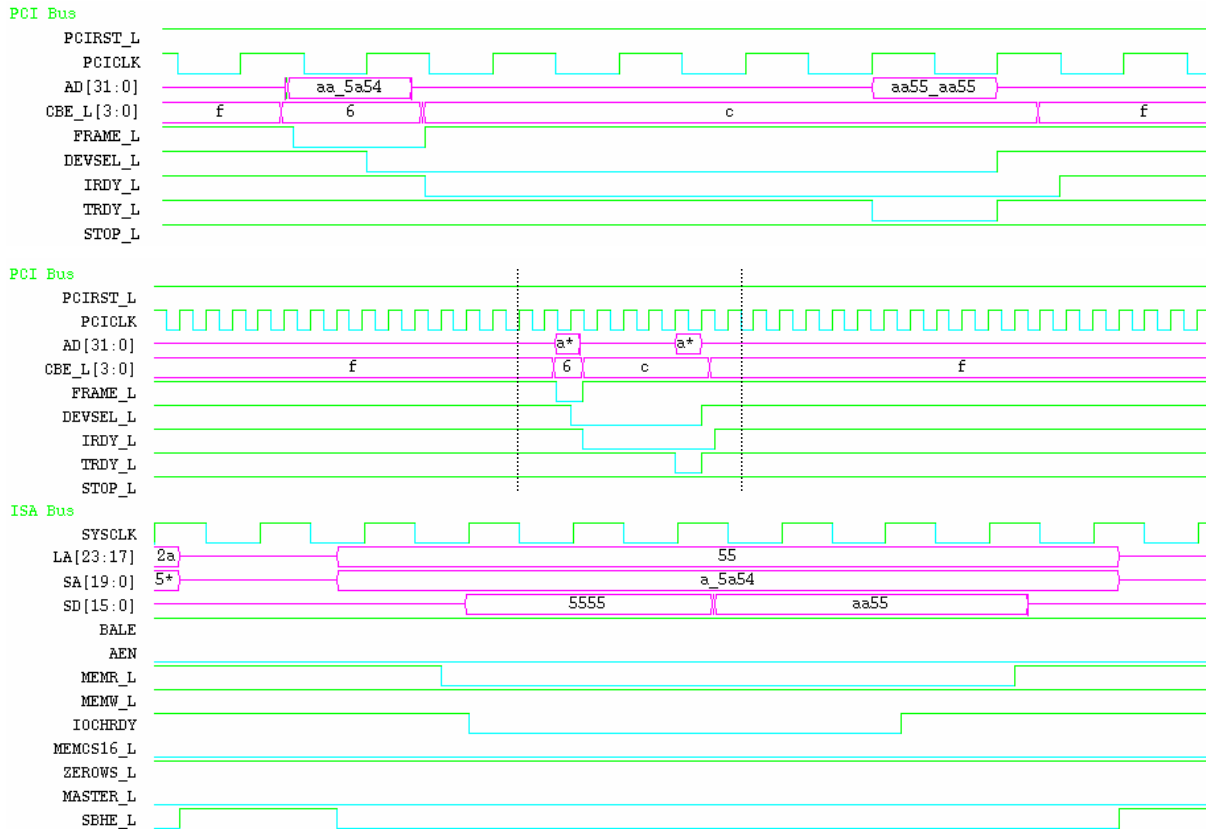 PCI Bus
PCIRST_L
PCICLK
AD[31:0] aa_5a54 aa55_aa55
CBE_L[3:0] f 6 c f
FRAME_L
DEVSEL_L
IRDY_L
TRDY_L
STOP_L
PCI Bus
PCIRST_L
PCICLK
AD[31:0] a* a*
CBE_L[3:0] f 6 c f
FRAME_L
DEVSEL_L
IRDY_L
TRDY_L
STOP_L
ISA Bus
SYSCLK
LA[23:17] 2a 55
SA[19:0] 5* a_5a54
SD[15:0] 5555 aa55
BALE
AEN
MEMR_L
MEMW_L
IOCHRDY
MEMCS16_L
ZEROWS_L
MASTER_L
SBHE_L